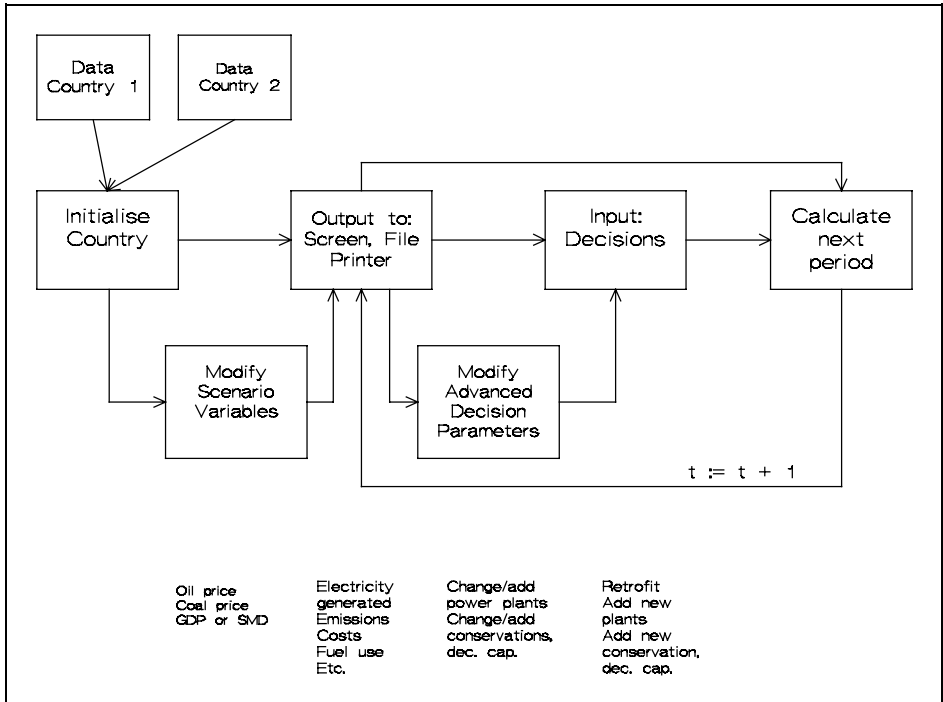 Data
Country 1
Data
Country 2
Initialise
Country
Output to:
Screen, File
Printer
Input:
Decisions
Calculate
next
period
Modify
Scenario
Variables
Modify
Advanced
Decision
Parameters
t := t + 1
Oil price
Coal price
GDP or SMD
Electricity
generated
Emissions
Costs
Fuel use
Etc.
Change/add
power plants
Change/add
conservations,
dec. cap.
Retrofit
Add new
plants
Add new
conservation,
dec. cap.